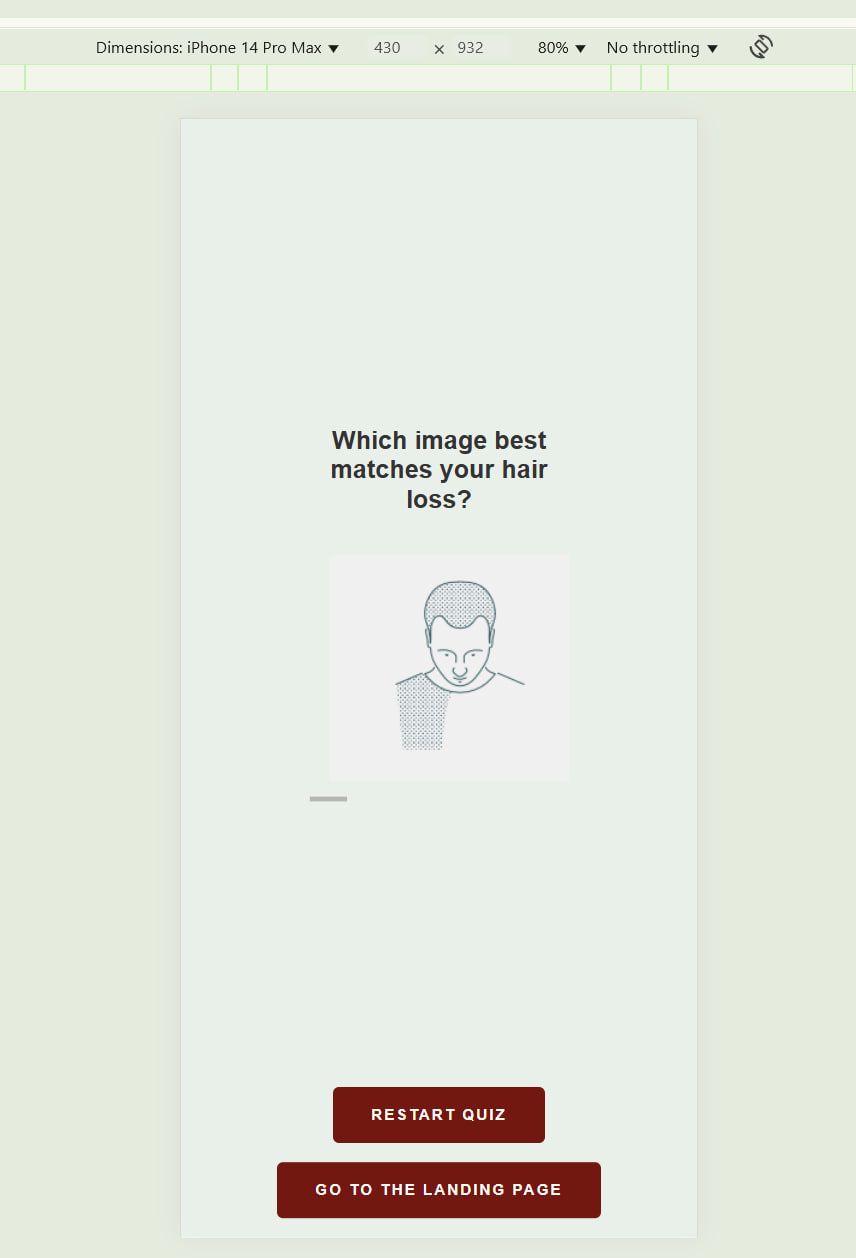 Dimensions: iPhone 14 Pro Max ▼ 430 × 932 80% ▼ No throttling ▼
Which image best
matches your hair
loss?
RESTART QUIZ
GO TO THE LANDING PAGE